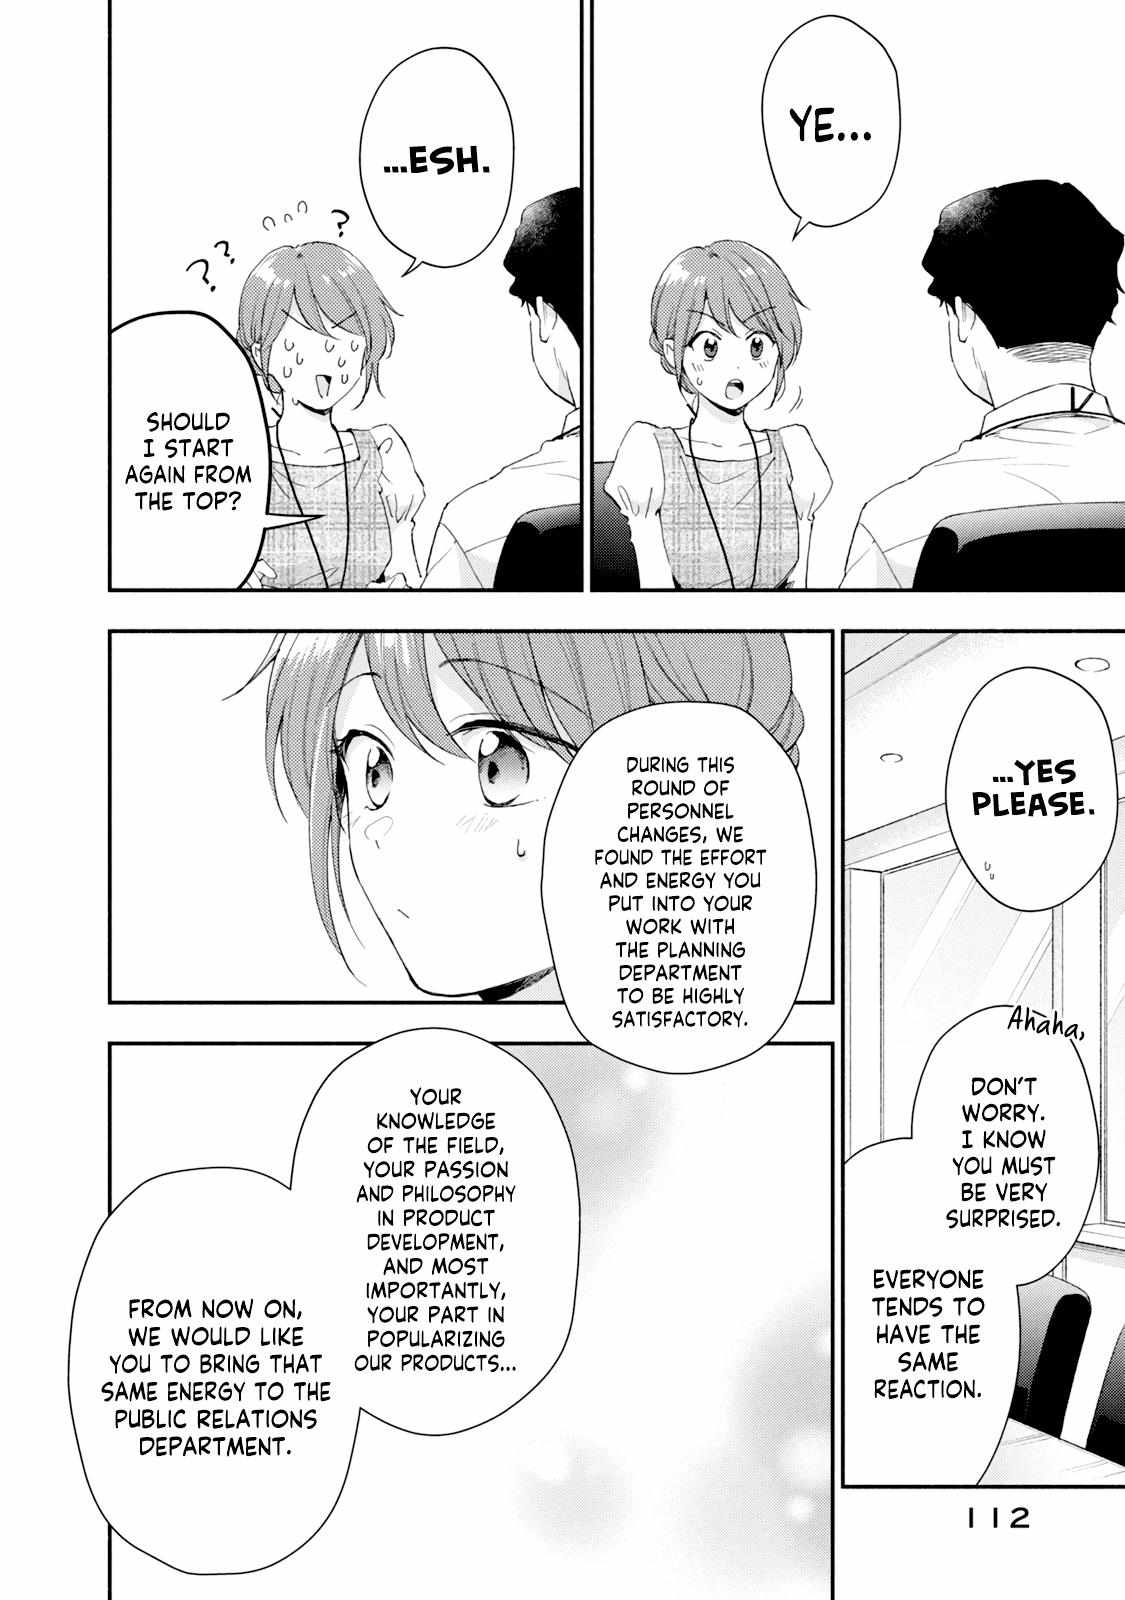 YE...
...ESH.
? ? ?
SHOULD
I START
AGAIN FROM
THE TOP?
...YES
PLEASE.
Ahaha,
DON'T
WORRY.
I KNOW
YOU MUST
BE VERY
SURPRISED.
EVERYONE
TENDS TO
HAVE THE
SAME
REACTION.
DURING THIS
ROUND OF
PERSONNEL
CHANGES, WE
FOUND THE EFFORT
AND ENERGY YOU
PUT INTO YOUR
WORK WITH
THE PLANNING
DEPARTMENT
TO BE HIGHLY
SATISFACTORY.
YOUR
KNOWLEDGE
OF THE FIELD,
YOUR PASSION
AND PHILOSOPHY
IN PRODUCT
DEVELOPMENT,
AND MOST
IMPORTANTLY,
YOUR PART IN
POPULARIZING
OUR PRODUCTS...
FROM NOW ON,
WE WOULD LIKE
YOU TO BRING THAT
SAME ENERGY TO THE
PUBLIC RELATIONS
DEPARTMENT.
112